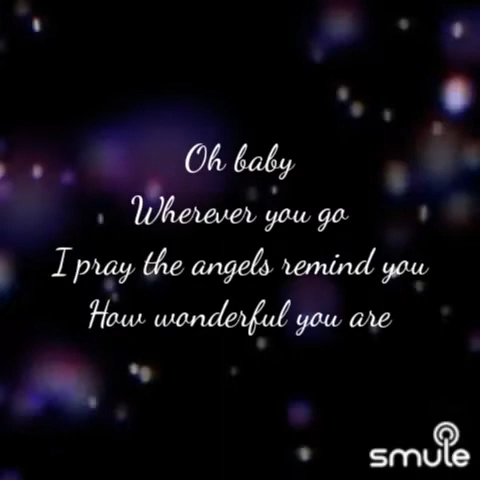 Oh baby
Wherever you go
I pray the angels remind you
How wonderful you are
smule